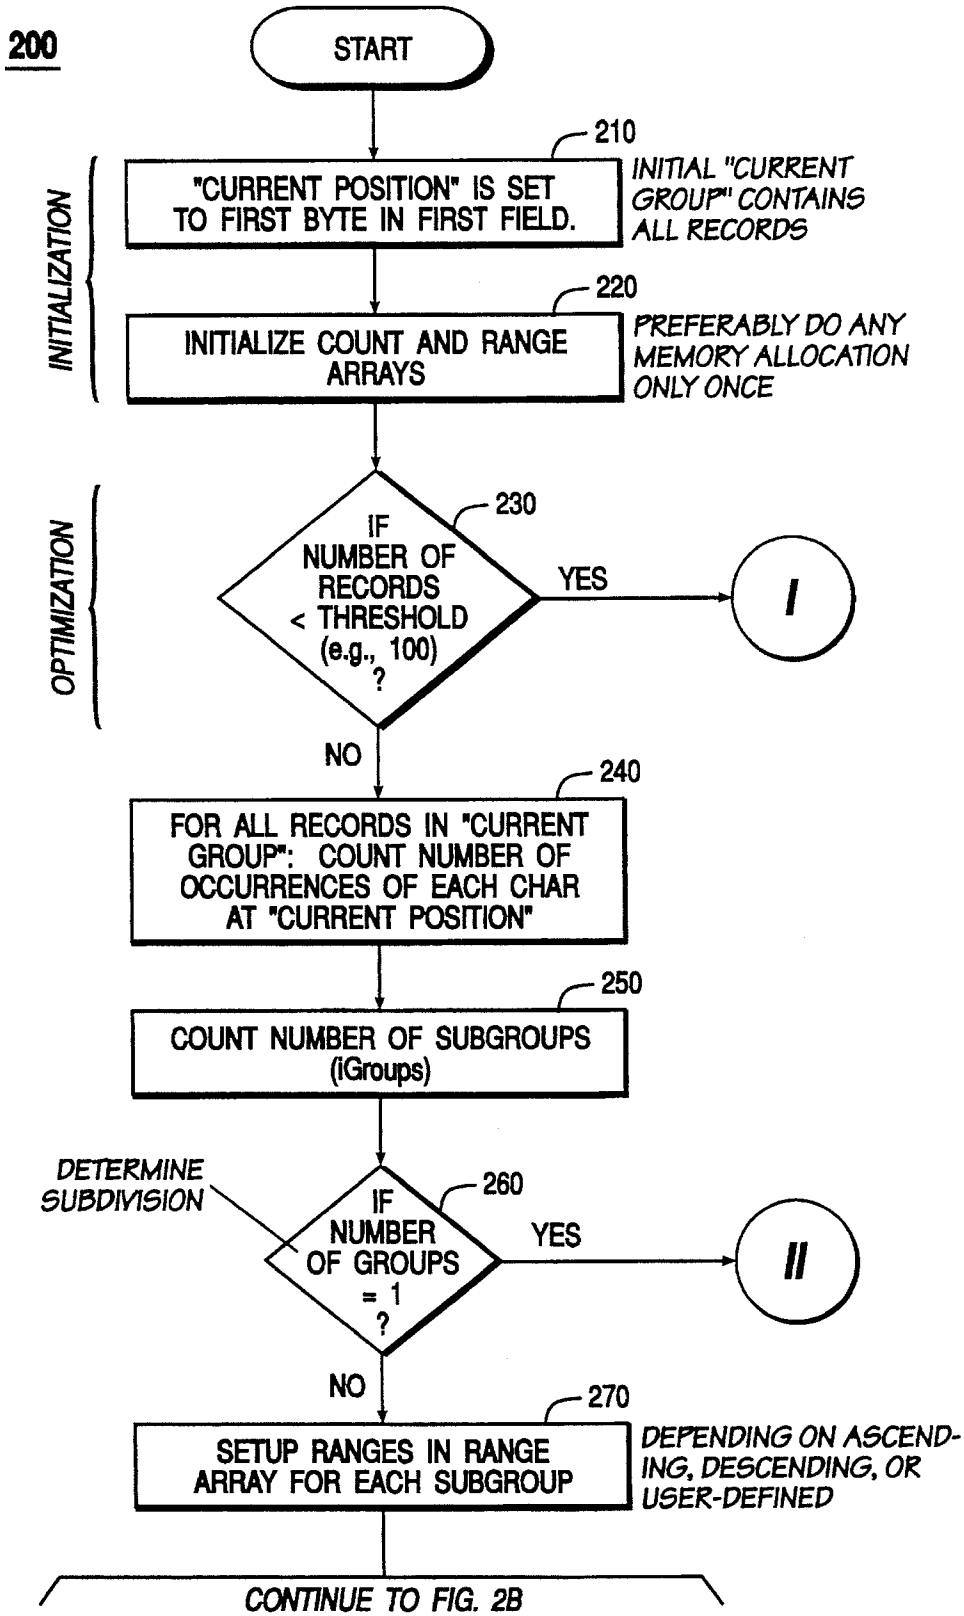 200
START
210
"CURRENT POSITION" IS SET
TO FIRST BYTE IN FIRST FIELD.
INITIAL "CURRENT
GROUP" CONTAINS
ALL RECORDS
INITIALIZATION
220
INITIALIZE COUNT AND RANGE
ARRAYS
PREFERABLY DO ANY
MEMORY ALLOCATION
ONLY ONCE
OPTIMIZATION
230
IF
NUMBER OF
RECORDS
< THRESHOLD
(e.g., 100)
?
YES
I
NO
240
FOR ALL RECORDS IN "CURRENT
GROUP": COUNT NUMBER OF
OCCURRENCES OF EACH CHAR
AT "CURRENT POSITION"
250
COUNT NUMBER OF SUBGROUPS
(iGroups)
DETERMINE
SUBDIVISION
260
IF
NUMBER
OF GROUPS
= 1
?
YES
II
NO
270
SETUP RANGES IN RANGE
ARRAY FOR EACH SUBGROUP
DEPENDING ON ASCEND-
ING, DESCENDING, OR
USER-DEFINED
CONTINUE TO FIG. 2B